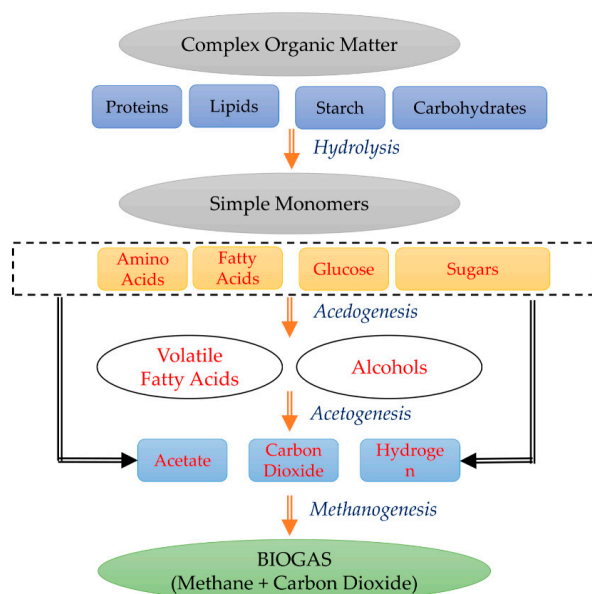 Complex Organic Matter
Proteins
Lipids
Starch
Carbohydrates
Hydrolysis
Simple Monomers
Amino
Acids
Fatty
Acids
Glucose
Sugars
Acedogenesis
Volatile
Fatty Acids
Alcohols
Acetogenesis
Acetate
Carbon
Dioxide
Hydroge
n
Methanogenesis
BIOGAS
(Methane + Carbon Dioxide)